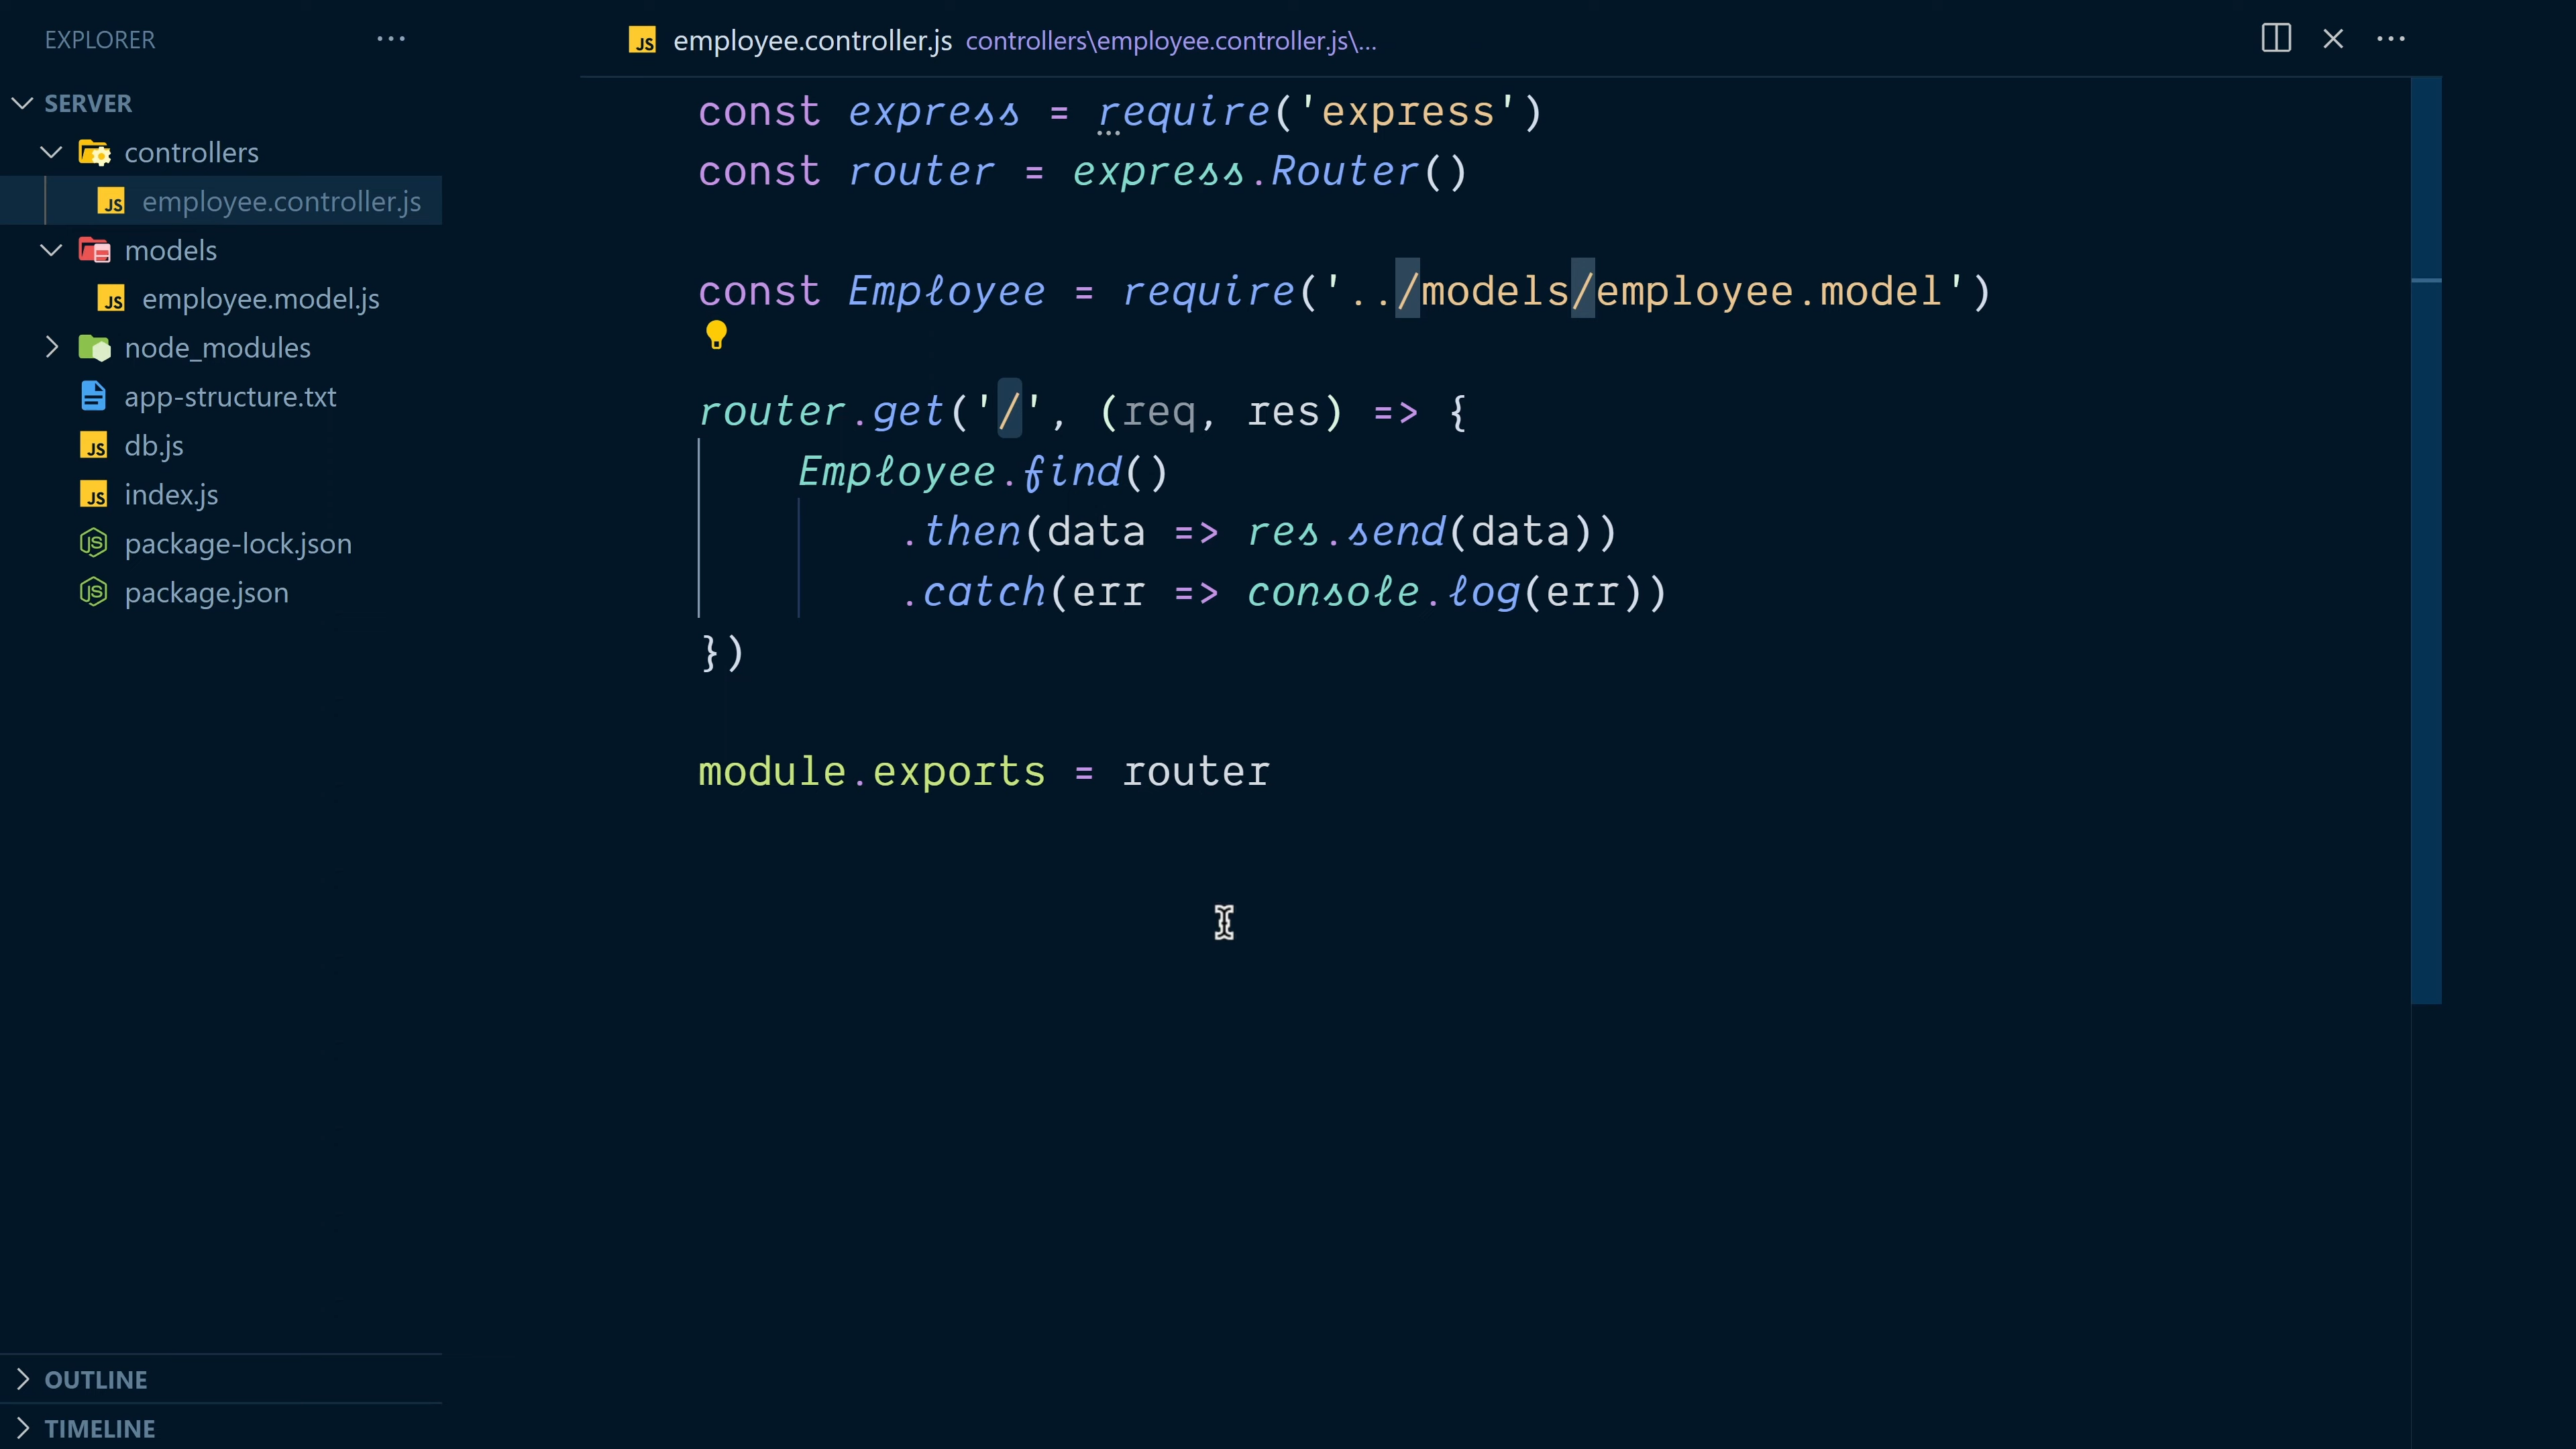 EXPLORER
SERVER
controllers
employee.controller.js
models
employee.model.js
node_modules
app-structure.txt
db.js
index.js
package-lock.json
package.json
OUTLINE
TIMELINE
employee.controller.js controllers\employee.controller.js\...
const express = require('express')
const router = express.Router()
const Employee = require('../models/employee.model')
router.get('/', (req, res) => {
Employee.find()
.then(data => res.send(data))
.catch(err => console.log(err))
})
module.exports = router